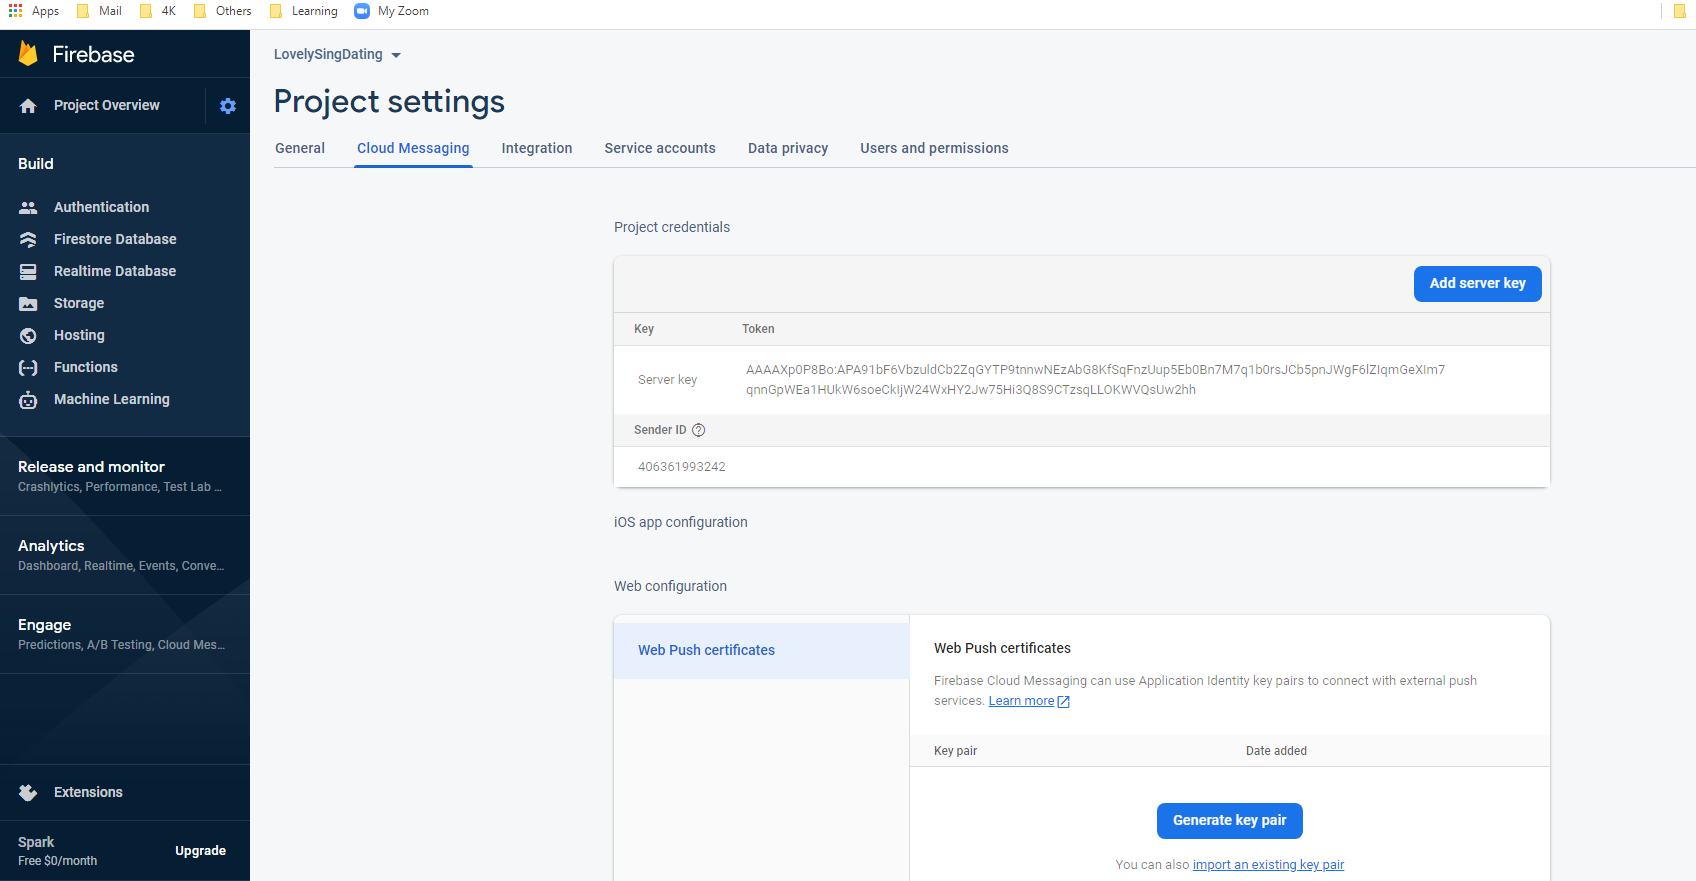 Apps Mail 4K Others Learning My Zoom
Firebase
Project Overview
Build
Authentication
Firestore Database
Realtime Database
Storage
Hosting
Functions
Machine Learning
Release and monitor
Crashlytics, Performance, Test Lab ...
Analytics
Dashboard, Realtime, Events, Conve...
Engage
Predictions, A/B Testing, Cloud Mes...
Extensions
Spark
Free $0/month
Upgrade
LovelySingDating
Project settings
General Cloud Messaging Integration Service accounts Data privacy Users and permissions
Project credentials
Add server key
Key Token
Server key
AAAAXp0P8Bo:APA91bF6VbzuldCb2ZqGYTP9tnnwNEzAbG8KfSqFnzUup5Eb0Bn7M7q1b0rsJCb5pnJWgF6lZIqmGeXIm7
qnnGpWEa1HUkW6soeCkIjW24WxHY2Jw75Hi3Q8S9CTzsqLLOKWVQsUw2hh
Sender ID
406361993242
iOS app configuration
Web configuration
Web Push certificates
Web Push certificates
Firebase Cloud Messaging can use Application Identity key pairs to connect with external push
services. Learn more
Key pair Date added
Generate key pair
You can also import an existing key pair